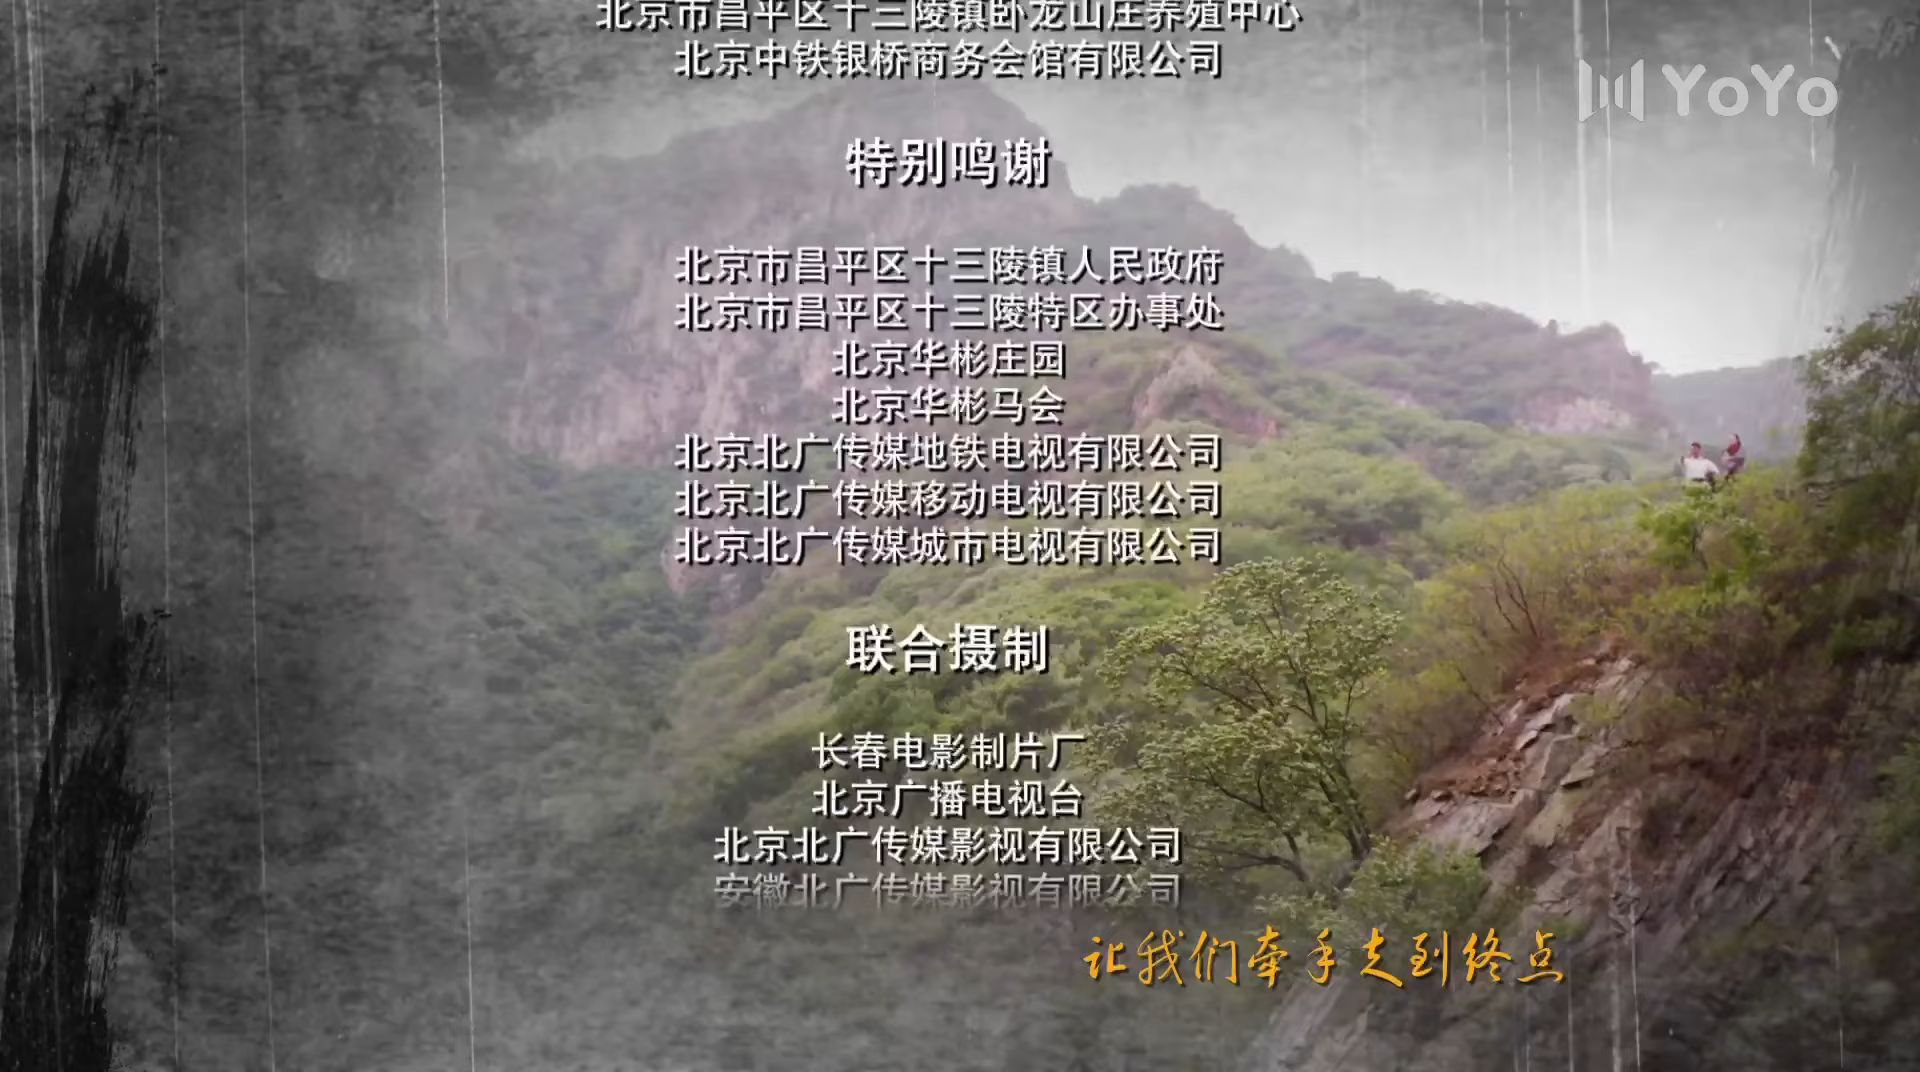 北京市昌平区十三陵镇卧龙山庄养殖中心
北京中铁银桥商务会馆有限公司
YoYo
特别鸣谢
北京市昌平区十三陵镇人民政府
北京市昌平区十三陵特区办事处
北京华彬庄园
北京华彬马会
北京北广传媒地铁电视有限公司
北京北广传媒移动电视有限公司
北京北广传媒城市电视有限公司
联合摄制
长春电影制片厂
北京广播电视台
北京北广传媒影视有限公司
安徽北广传媒影视有限公司
让我们牵手走到终点